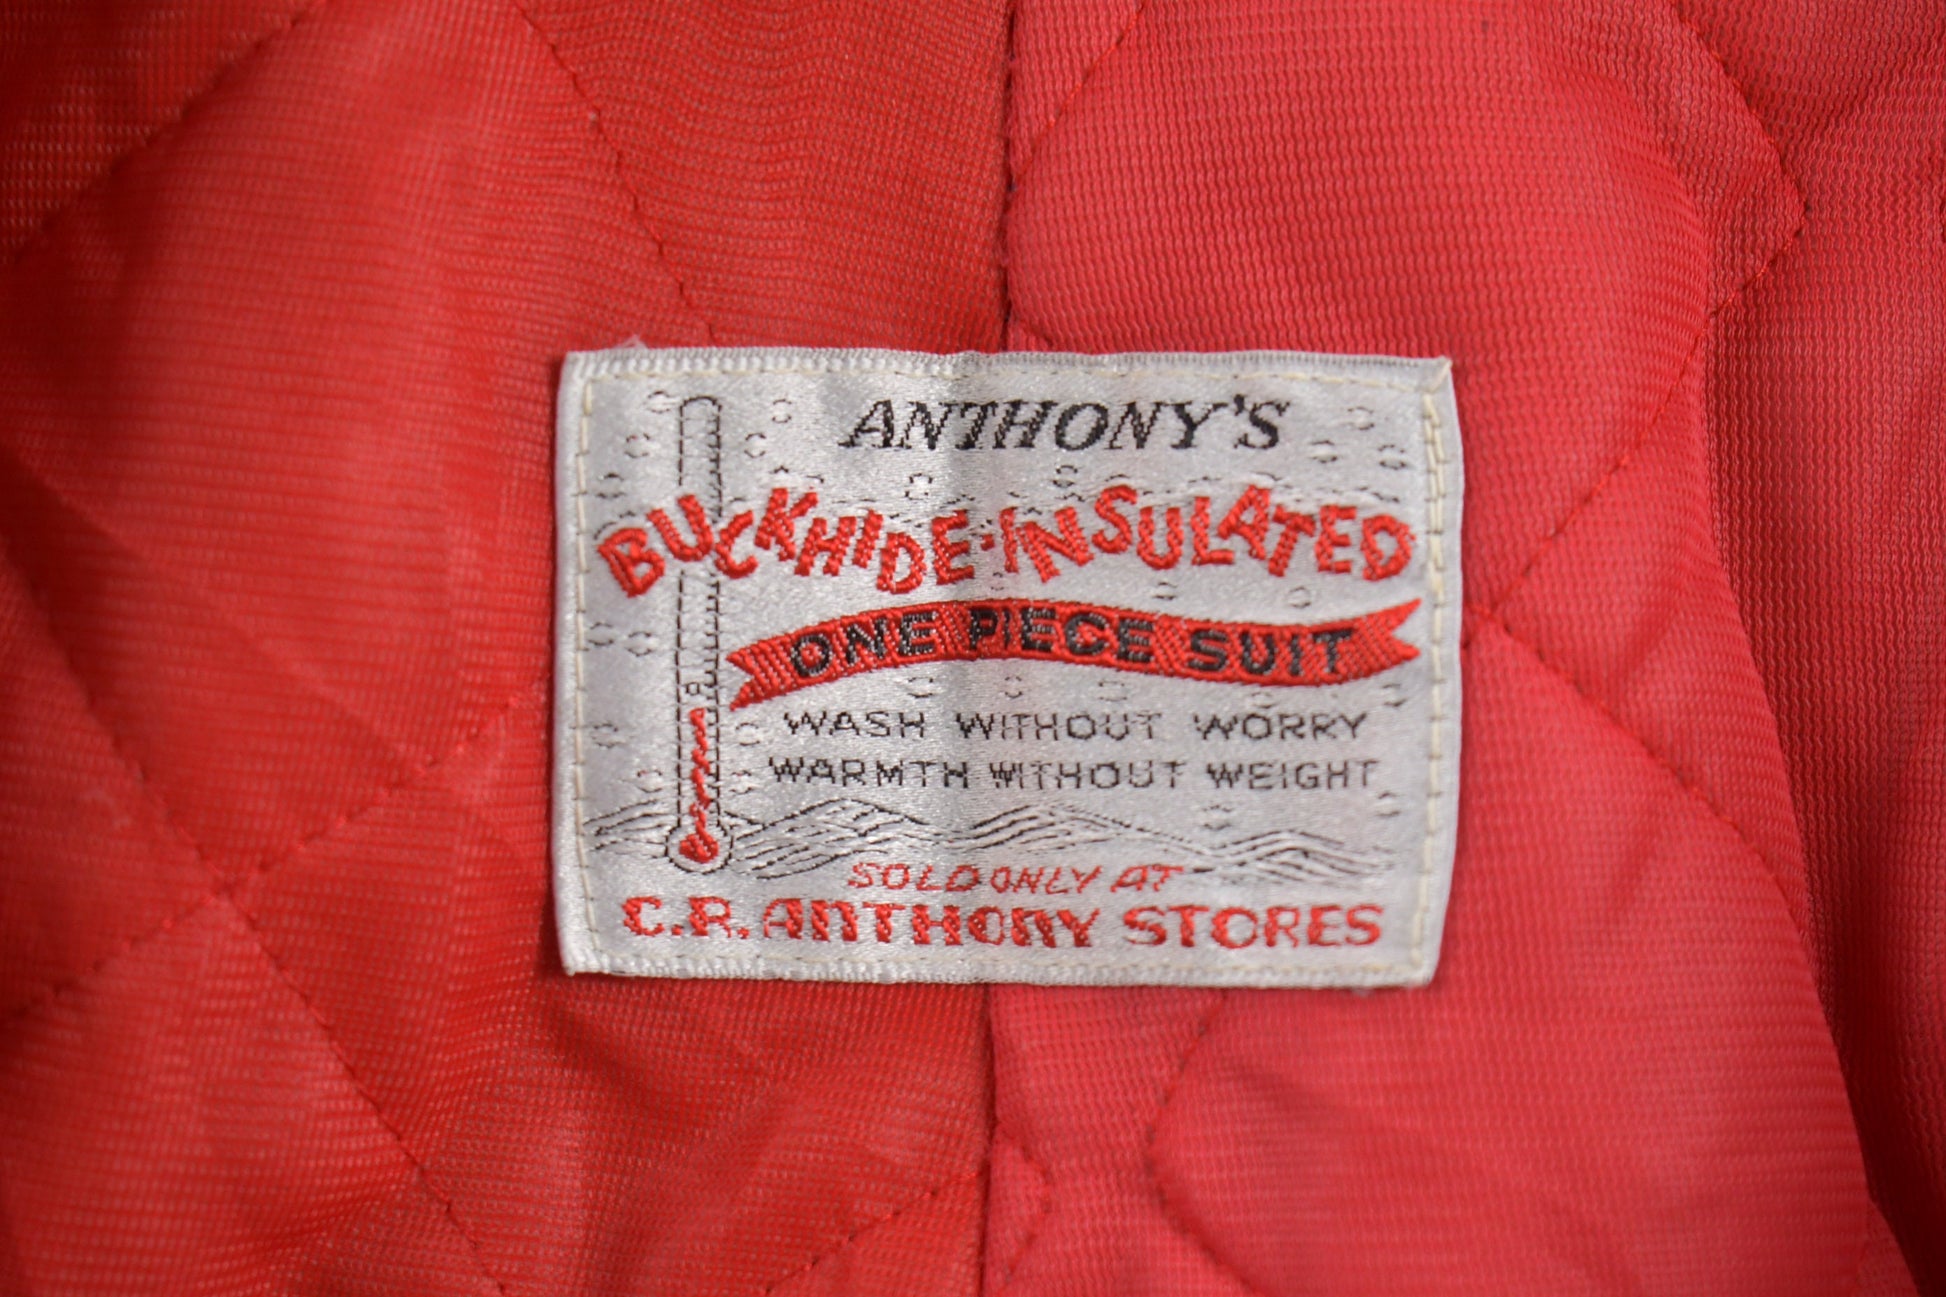 ANTHONY'S
BUCKHIDE-INSULATED
ONE PIECE SUIT
WASH WITHOUT WORRY
WARMTH WITHOUT WEIGHT
SOLD ONLY AT
C.R. ANTHONY STORES